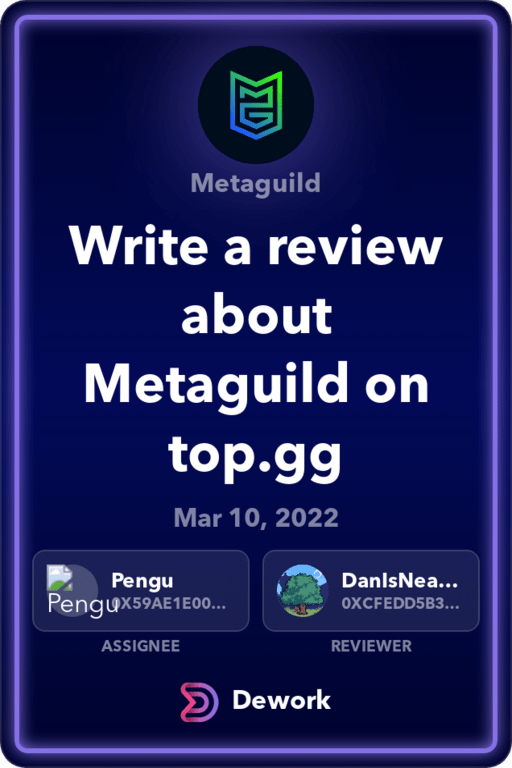 Metaguild
Write a review
about
Metaguild on
top.gg
Mar 10, 2022
Pengu
Pengu
0X59AE1E00...
DanIsNea...
0XCFEDD5B3...
ASSIGNEE
REVIEWER
Dework